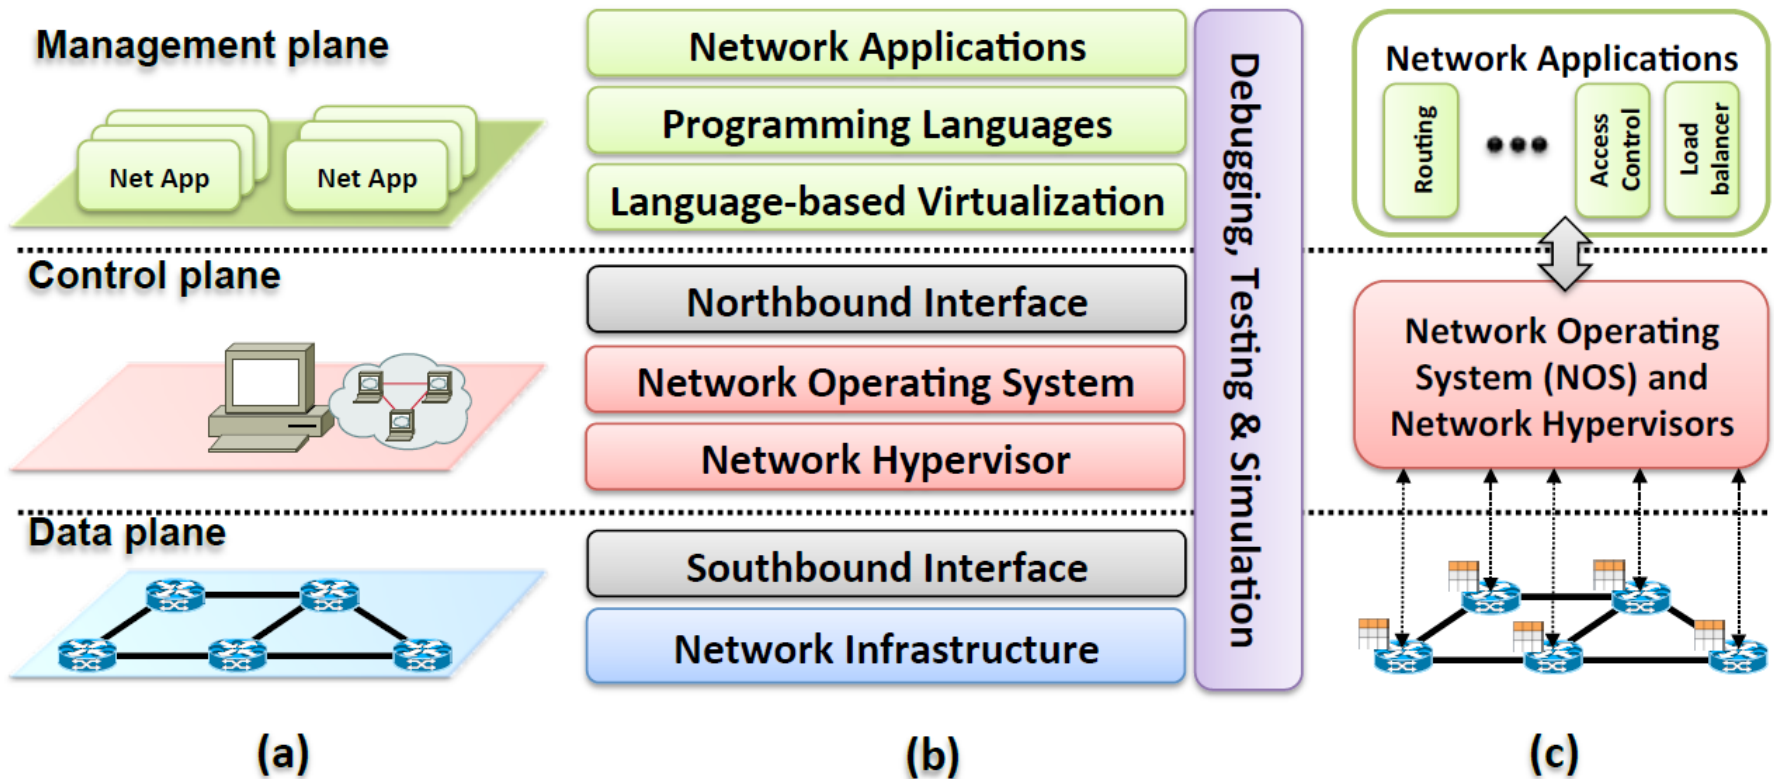 Management plane
Net App
Net App
Control plane
Data plane
(a)
Network Applications
Programming Languages
Language-based Virtualization
Northbound Interface
Network Operating System
Network Hypervisor
Southbound Interface
Network Infrastructure
Debugging, Testing & Simulation
(b)
Network Applications
Routing
Access
Control
Load
balancer
Network Operating
System (NOS) and
Network Hypervisors
(c)